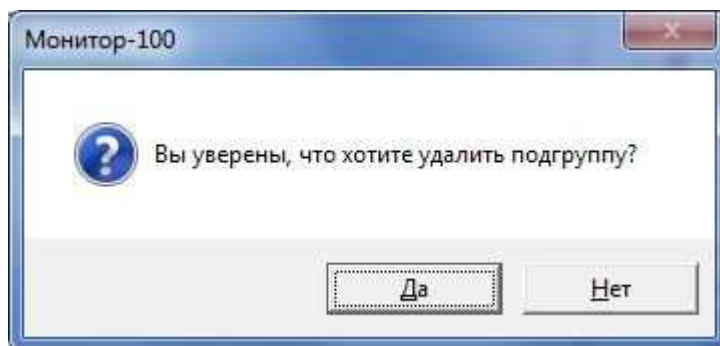 Монитор-100
Вы уверены, что хотите удалить подгруппу?
Да
Нет